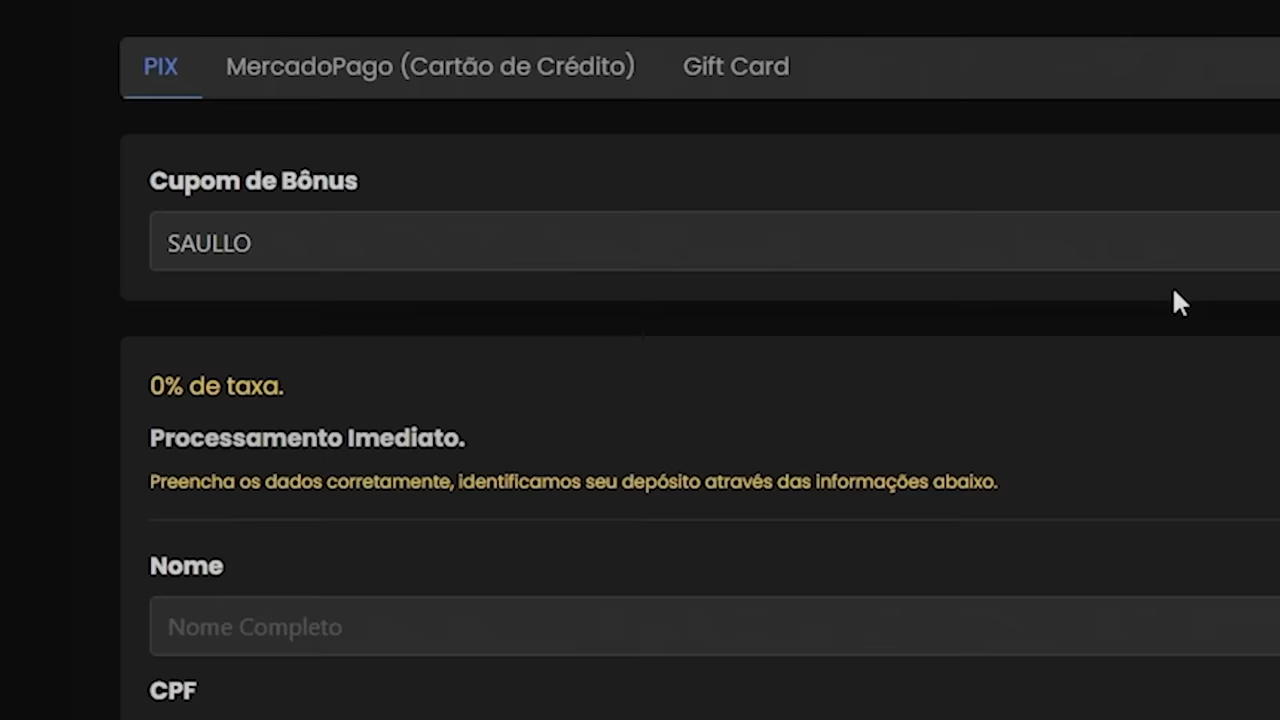 PIX MercadoPago (Cartão de Crédito) Gift Card
Cupom de Bônus
SAULLO
0% de taxa.
Processamento Imediato.
Preencha os dados corretamente, identificamos seu depósito através das informações abaixo.
Nome
Nome Completo
CPF